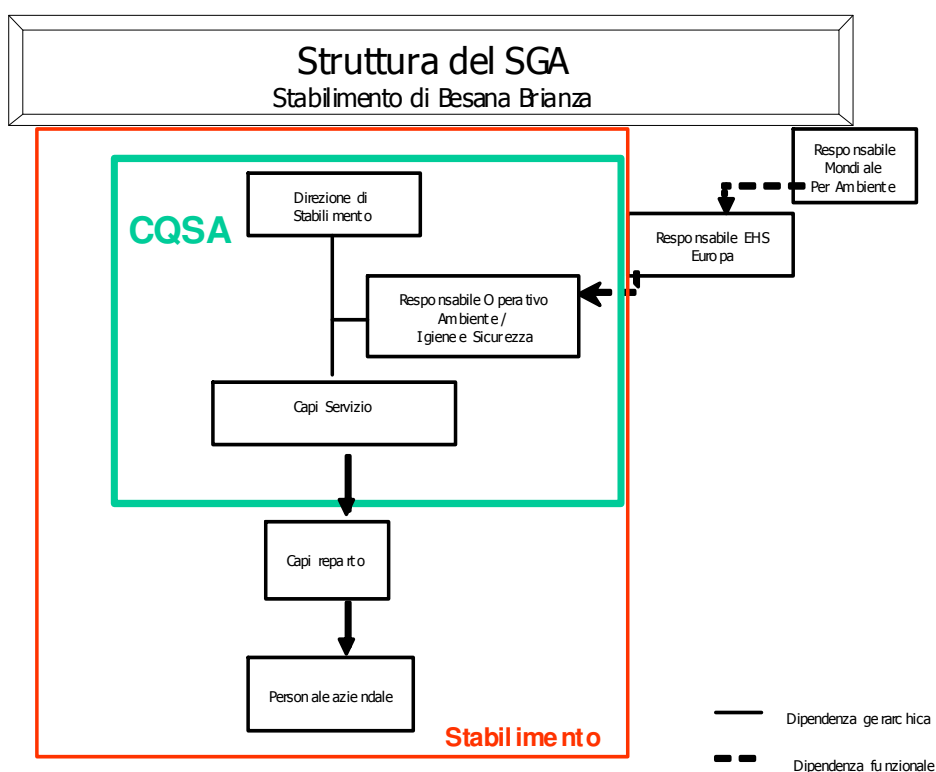 Struttura del SGA
Stabilimento di Besana Brianza
Responsabile
Mondiale
Per Ambiente
Direzione di
Stabilimento
CQSA
Responsabile EHS
Europa
Responsabile Operativo
Ambiente/
Igiene e Sicurezza
Capi Servizio
Capi reparto
Personale aziendale
Stabilimento
Dipendenza gerarchica
Dipendenza funzionale